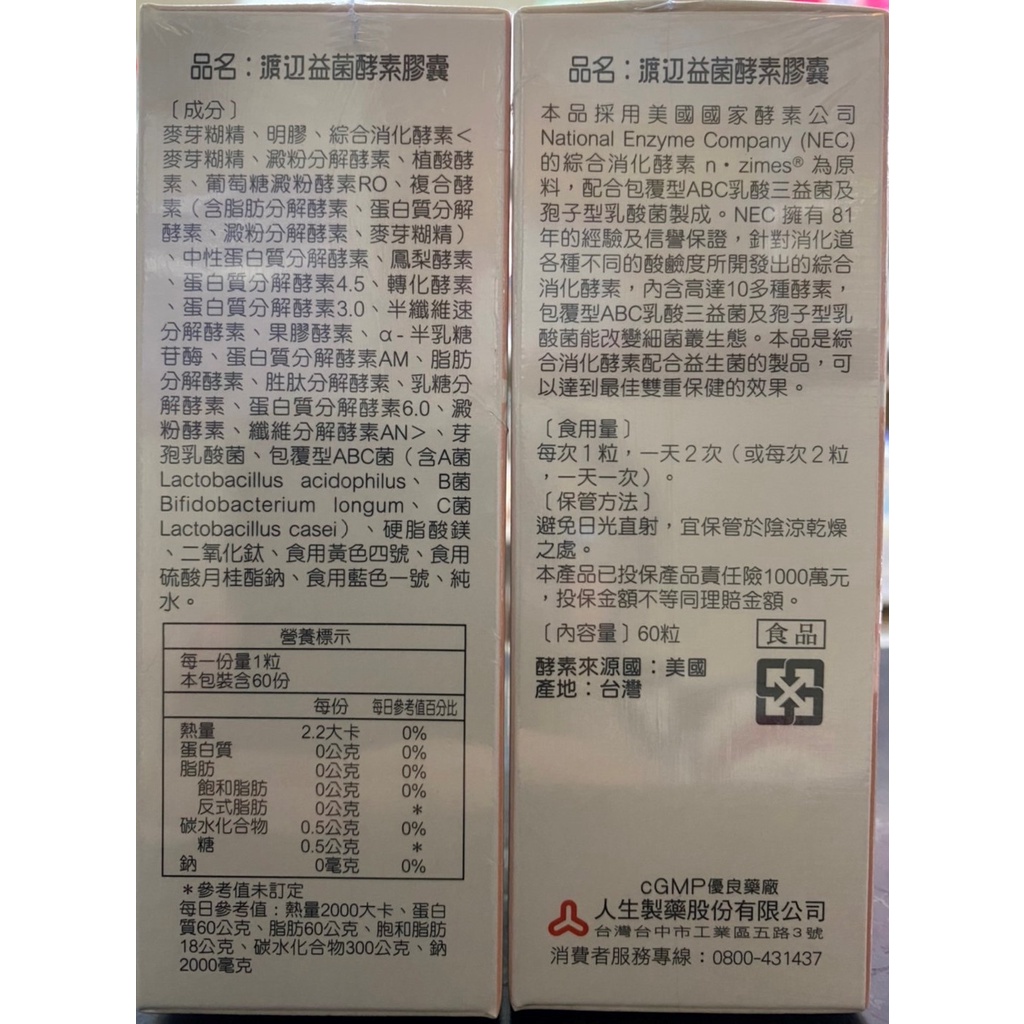 品名：渡辺益菌酵素膠囊
〔成分〕
麥芽糊精、明膠、綜合消化酵素＜
麥芽糊精、澱粉分解酵素、植酸酵
素、葡萄糖澱粉酵素RO、複合酵
素（含脂肪分解酵素、蛋白質分解
酵素、澱粉分解酵素、麥芽糊精）
、中性蛋白質分解酵素、鳳梨酵素
、蛋白質分解酵素4.5、轉化酵素
、蛋白質分解酵素3.0、半纖維速
分解酵素、果膠酵素、α-半乳糖
苷酶、蛋白質分解酵素AM、脂肪
分解酵素、胜肽分解酵素、乳糖分
解酵素、蛋白質分解酵素6.0、澱
粉酵素、纖維分解酵素AN＞、芽
孢乳酸菌、包覆型ABC菌（含A菌
Lactobacillus acidophilus、B菌
Bifidobacterium longum、C菌
Lactobacillus casei）、硬脂酸鎂
、二氧化鈦、食用黃色四號、食用
硫酸月桂酯鈉、食用藍色一號、純
水。
營養標示
每一份量1粒
本包裝含60份
每份 每日參考值百分比
熱量 2.2大卡 0%
蛋白質 0公克 0%
脂肪 0公克 0%
飽和脂肪 0公克 0%
反式脂肪 0公克 ＊
碳水化合物 0.5公克 0%
糖 0.5公克 ＊
鈉 0毫克 0%
＊參考值未訂定
每日參考值：熱量2000大卡、蛋白
質60公克、脂肪60公克、飽和脂肪
18公克、碳水化合物300公克、鈉
2000毫克
品名：渡辺益菌酵素膠囊
本品採用美國國家酵素公司
National Enzyme Company (NEC)
的綜合消化酵素 n・zimes® 為原
料，配合包覆型ABC乳酸三益菌及
孢子型乳酸菌製成。NEC 擁有 81
年的經驗及信譽保證，針對消化道
各種不同的酸鹼度所開發出的綜合
消化酵素，內含高達10多種酵素，
包覆型ABC乳酸三益菌及孢子型乳
酸菌能改變細菌叢生態。本品是綜
合消化酵素配合益生菌的製品，可
以達到最佳雙重保健的效果。
〔食用量〕
每次1粒，一天2次（或每次2粒
，一天一次）。
〔保管方法〕
避免日光直射，宜保管於陰涼乾燥
之處。
本產品已投保產品責任險1000萬元
，投保金額不等同理賠金額。
〔內容量〕60粒 食品
酵素來源國：美國
產地：台灣
cGMP優良藥廠
人生製藥股份有限公司
台灣台中市工業區五路3號
消費者服務專線：0800-431437